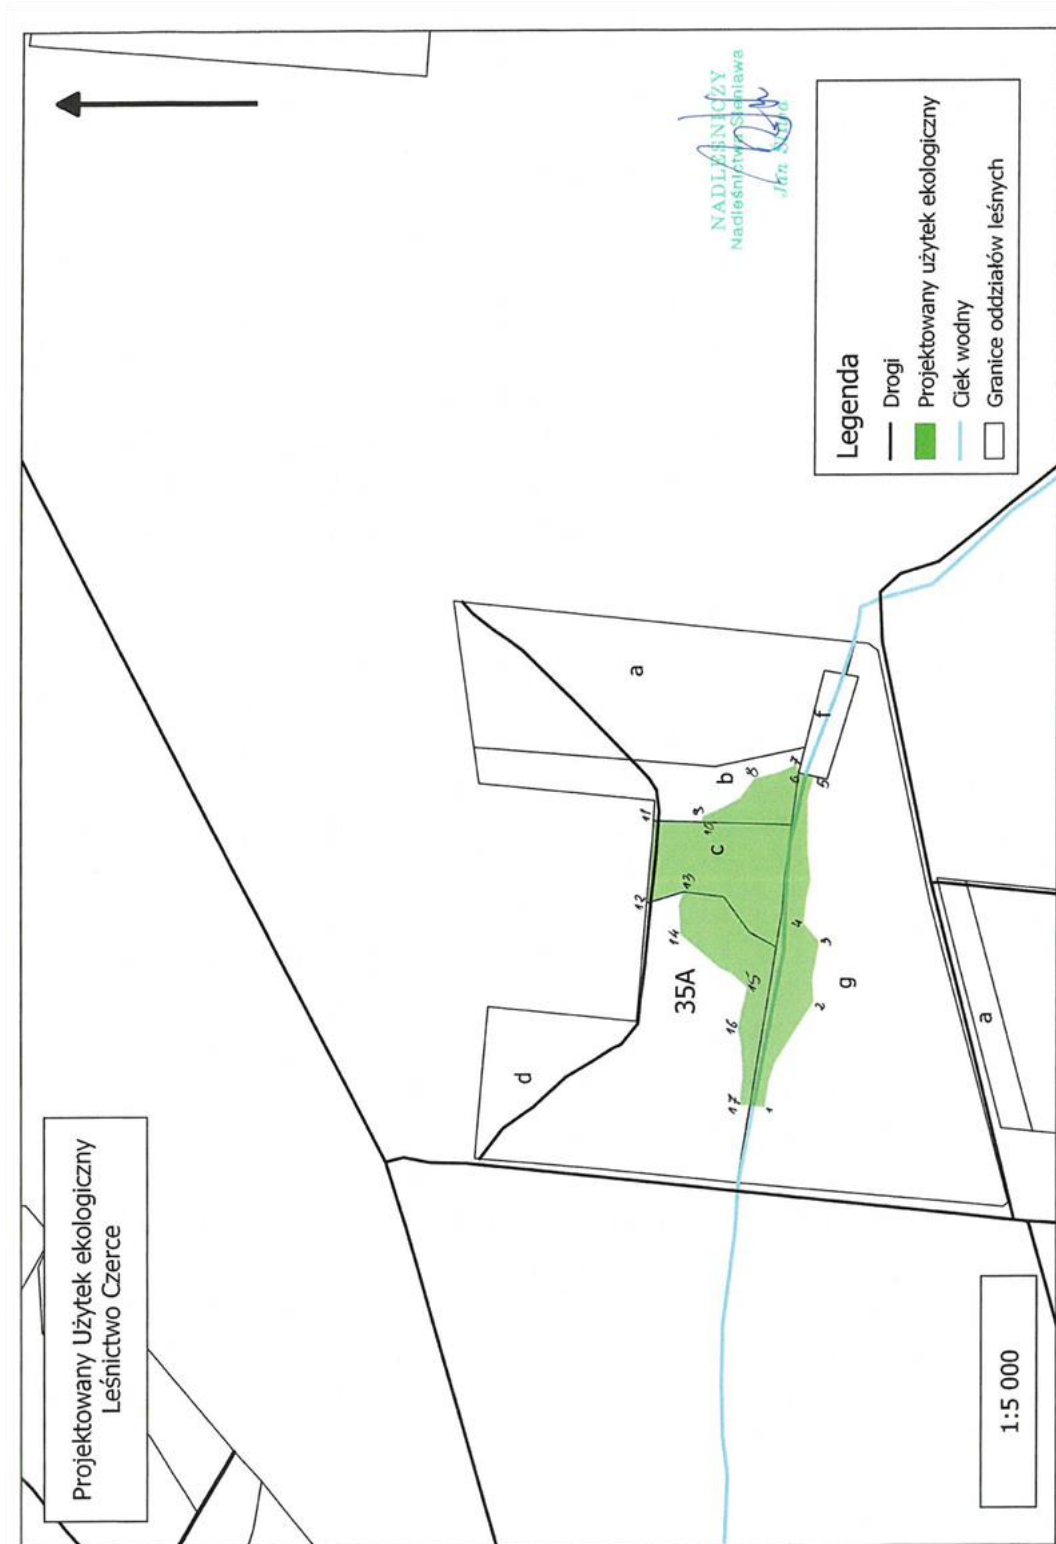 Projektowany Użytek ekologiczny
Leśnictwo Czerce
NADLEŚNICZY
Nadleśnictwa Sieniawa
Jan
d
a
35A
b
c
f
g
a
1
2
3
4
5
6
7
8
9
10
11
12
13
14
15
16
17
1:5 000
Legenda
Drogi
Projektowany użytek ekologiczny
Ciek wodny
Granice oddziałów leśnych